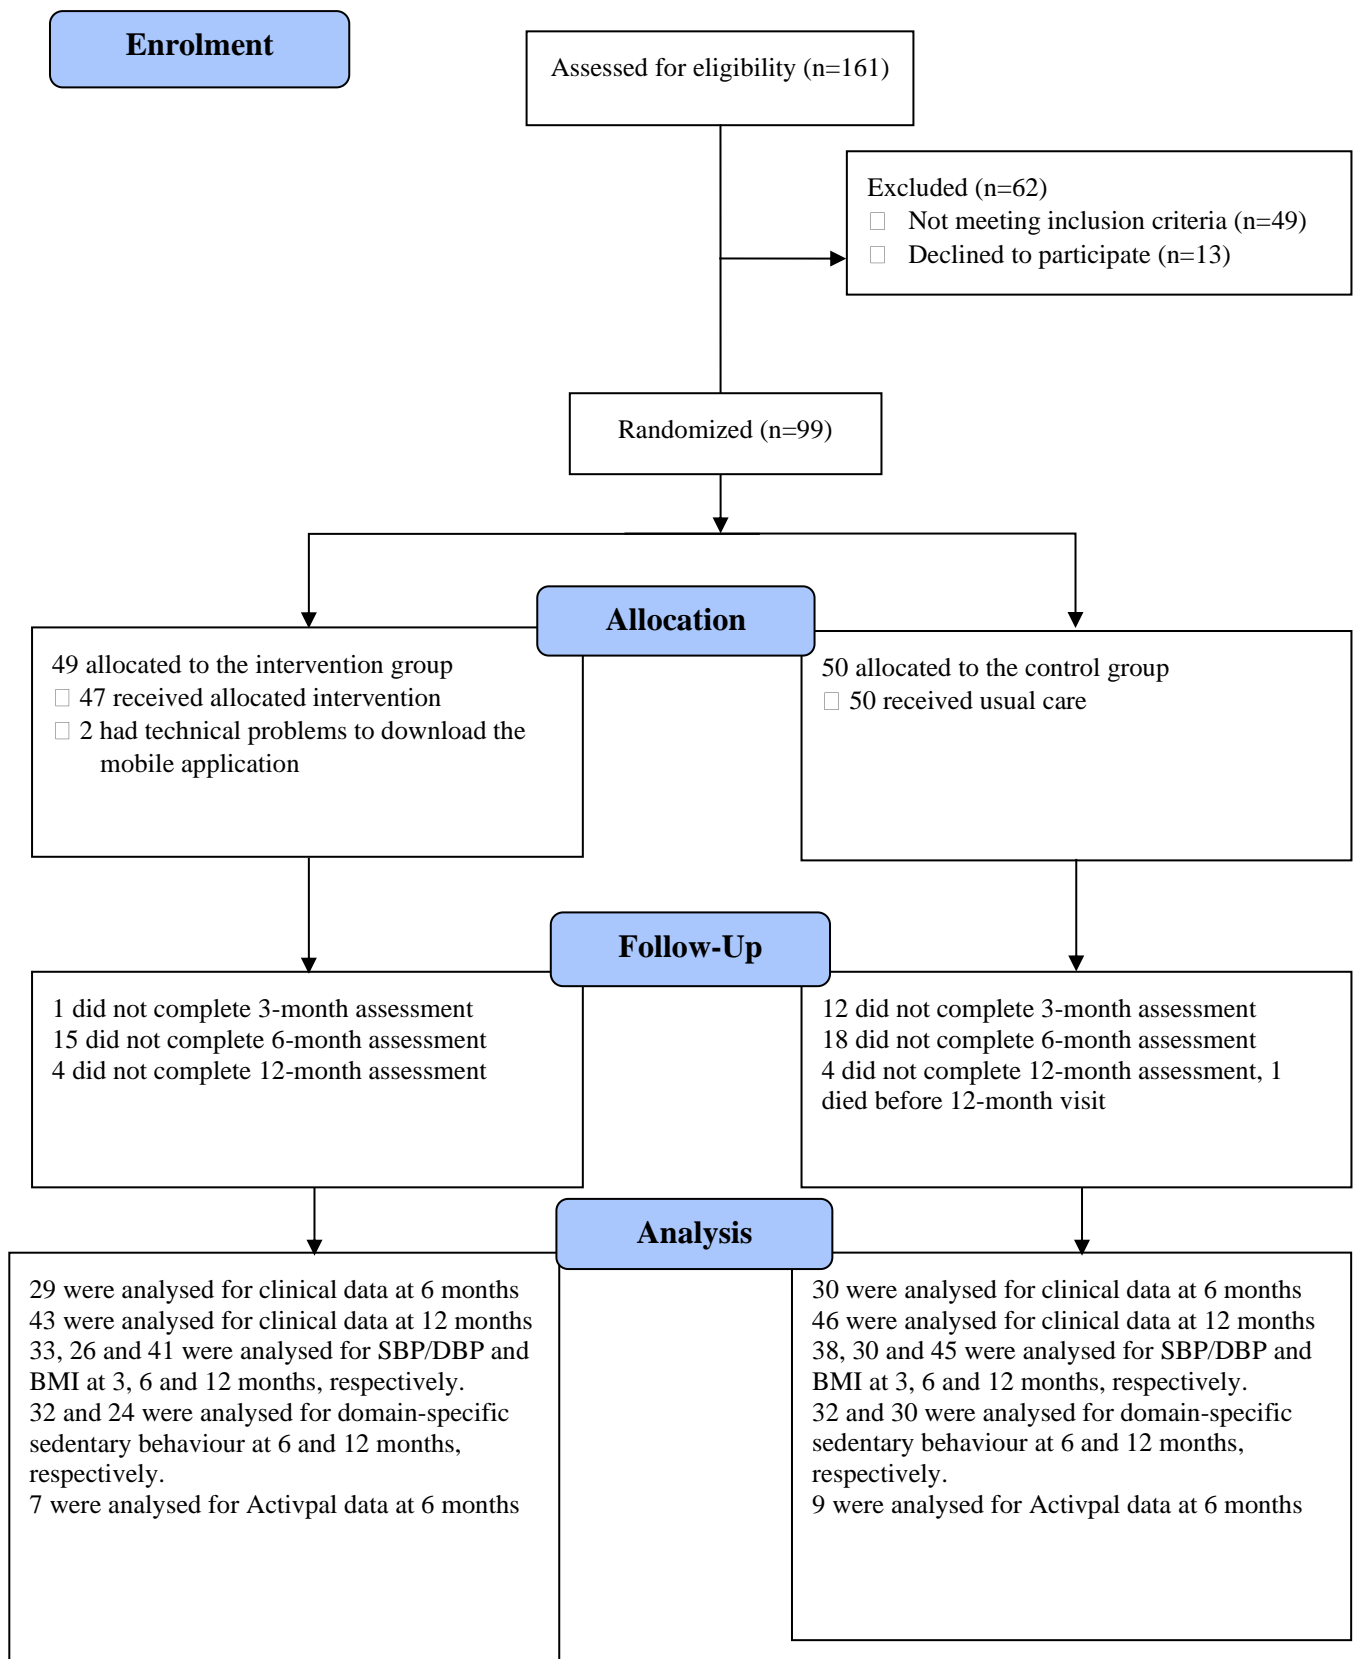 Enrolment
Assessed for eligibility (n=161)
Excluded (n=62)
Not meeting inclusion criteria (n=49)
Declined to participate (n=13)
Randomized (n=99)
Allocation
49 allocated to the intervention group
47 received allocated intervention
2 had technical problems to download the
mobile application
50 allocated to the control group
50 received usual care
Follow-Up
1 did not complete 3-month assessment
15 did not complete 6-month assessment
4 did not complete 12-month assessment
12 did not complete 3-month assessment
18 did not complete 6-month assessment
4 did not complete 12-month assessment, 1
died before 12-month visit
Analysis
29 were analysed for clinical data at 6 months
43 were analysed for clinical data at 12 months
33, 26 and 41 were analysed for SBP/DBP and
BMI at 3, 6 and 12 months, respectively.
32 and 24 were analysed for domain-specific
sedentary behaviour at 6 and 12 months,
respectively.
7 were analysed for Activpal data at 6 months
30 were analysed for clinical data at 6 months
46 were analysed for clinical data at 12 months
38, 30 and 45 were analysed for SBP/DBP and
BMI at 3, 6 and 12 months, respectively.
32 and 30 were analysed for domain-specific
sedentary behaviour at 6 and 12 months,
respectively.
9 were analysed for Activpal data at 6 months